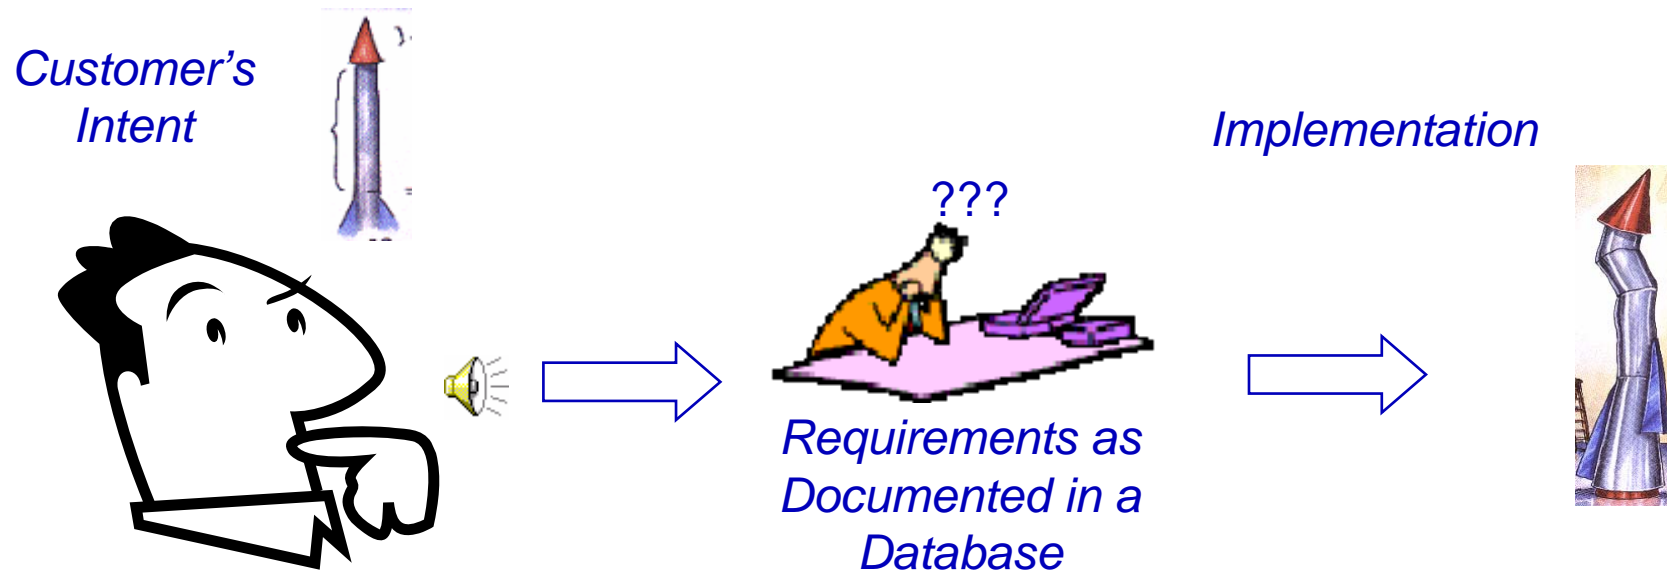 Customer’s
Intent
Implementation
???
Requirements as
Documented in a
Database